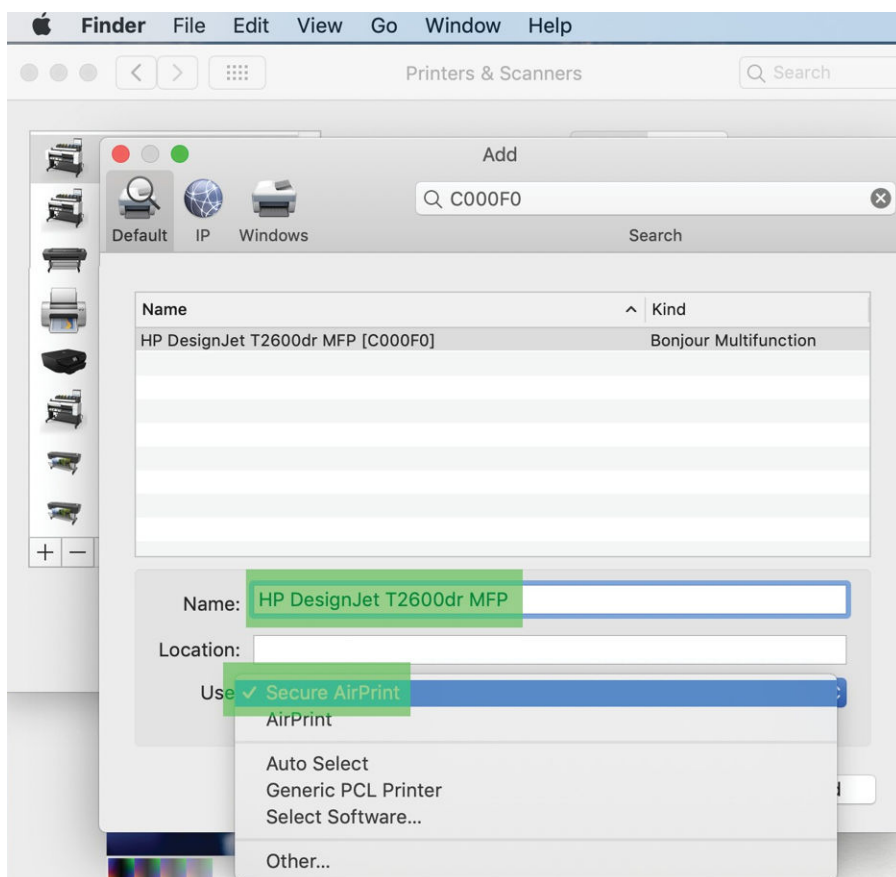 Finder File Edit View Go Window Help
Printers & Scanners
Search
Add
C000F0
Default IP Windows
Search
Name Kind
HP DesignJet T2600dr MFP [C000F0] Bonjour Multifunction
+ −
Name: HP DesignJet T2600dr MFP
Location:
Use ✓ Secure AirPrint
AirPrint
Auto Select
Generic PCL Printer
Select Software...
Other...